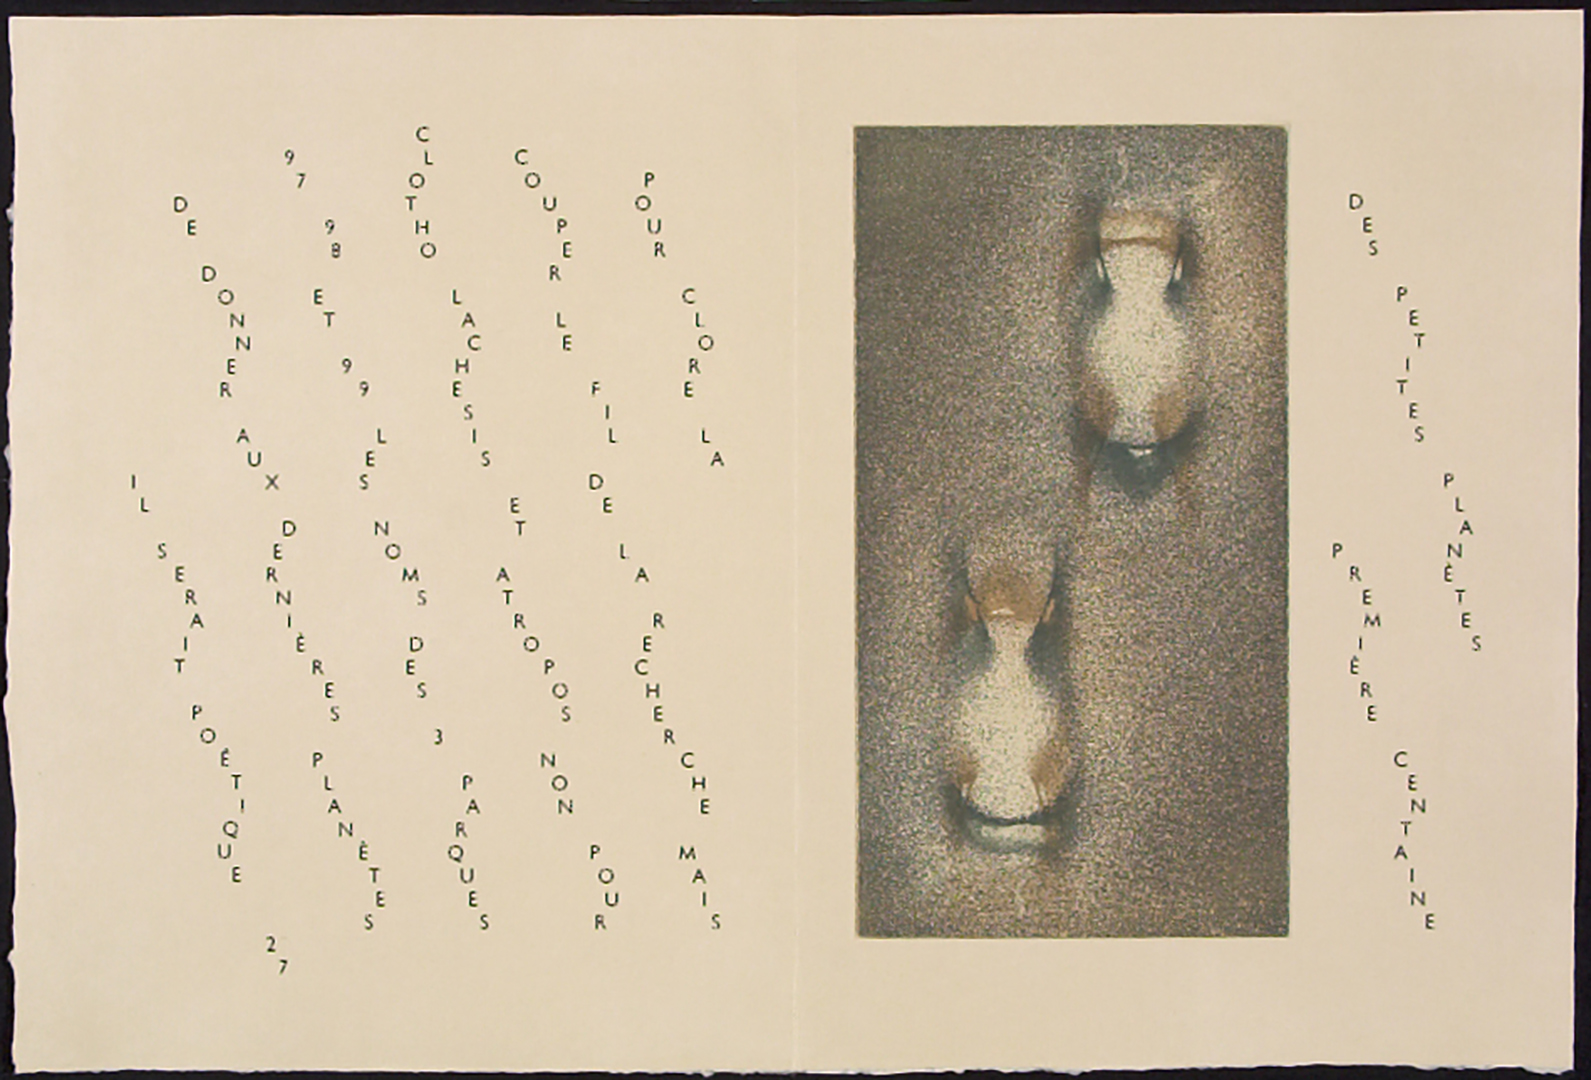 IL SERAIT POÉTIQUE
DE DONNER AUX DERNIÈRES PLANÈTES
97 98 ET 99 LES NOMS DES 3 PARQUES
CLOTHO LACHESIS ET ATROPOS NON POUR
COUPER LE FIL DE LA RECHERCHE MAIS
POUR CLORE LA
27
PREMIÈRE CENTAINE
DES PETITES PLANÈTES